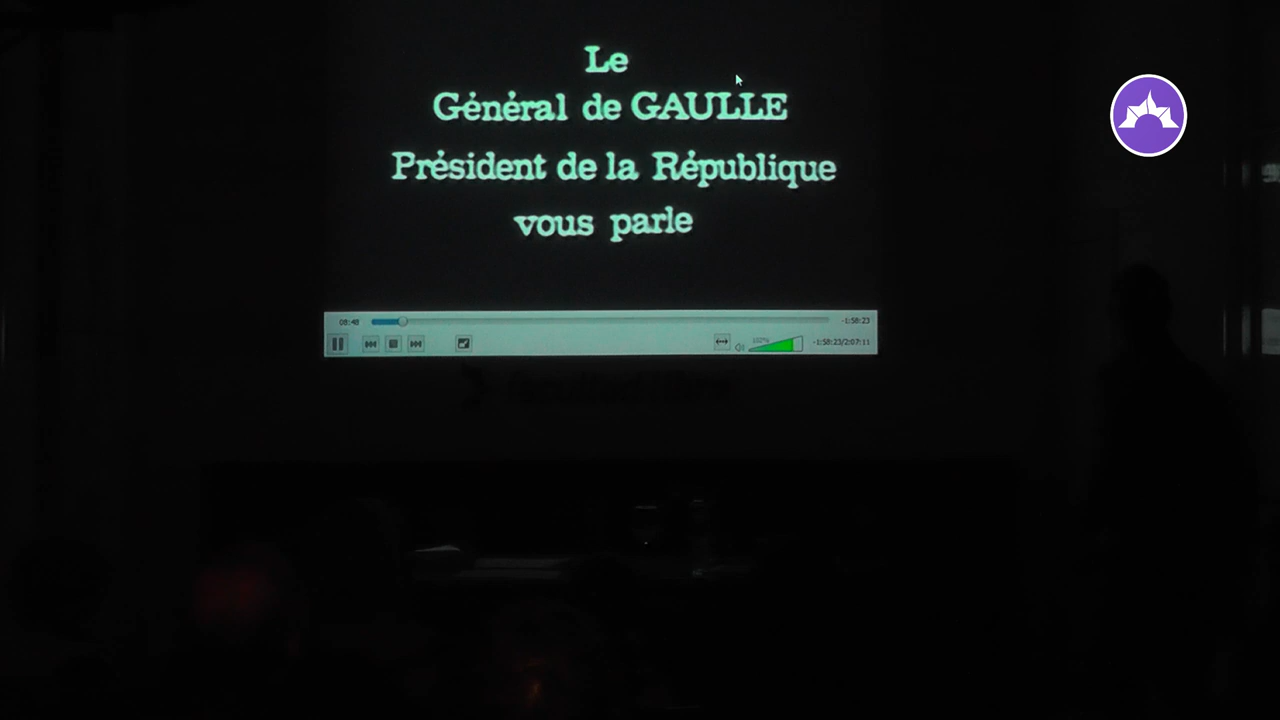 Le
Général de GAULLE
Président de la République
vous parle
08:48
-1:58:23
102%
-1:58:23/2:07:11